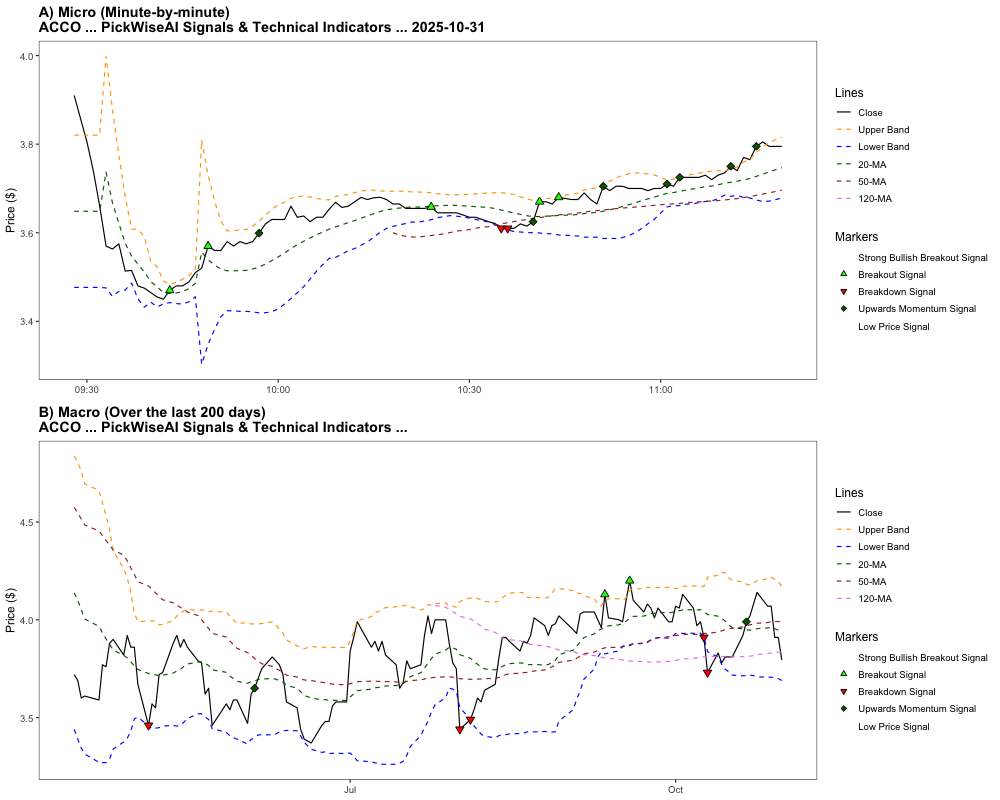 A) Micro (Minute-by-minute)
ACCO ... PickWiseAI Signals & Technical Indicators ... 2025-10-31
Price ($)
4.0
3.8
3.6
3.4
09:30
10:00
10:30
11:00
Lines
Close
Upper Band
Lower Band
20-MA
50-MA
120-MA
Markers
Strong Bullish Breakout Signal
Breakout Signal
Breakdown Signal
Upwards Momentum Signal
Low Price Signal
B) Macro (Over the last 200 days)
ACCO ... PickWiseAI Signals & Technical Indicators ...
Price ($)
4.5
4.0
3.5
Jul
Oct
Lines
Close
Upper Band
Lower Band
20-MA
50-MA
120-MA
Markers
Strong Bullish Breakout Signal
Breakout Signal
Breakdown Signal
Upwards Momentum Signal
Low Price Signal